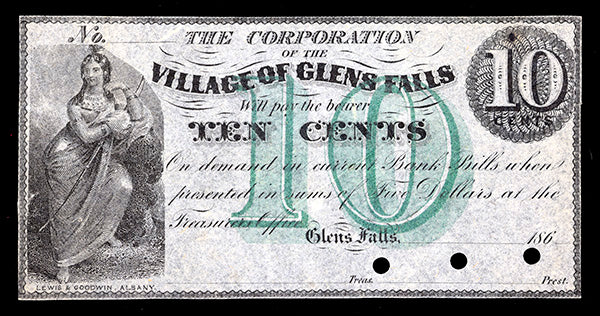 No.
THE CORPORATION
OF THE
VILLAGE OF GLENS FALLS
Will pay the bearer
TEN CENTS
10
CENTS
10
On demand in current Bank Bills when
presented in sums of Five Dollars at the
Treasurers Office
Glens Falls, 186
Treas. Prest.
LEWIS & GOODWIN, ALBANY.